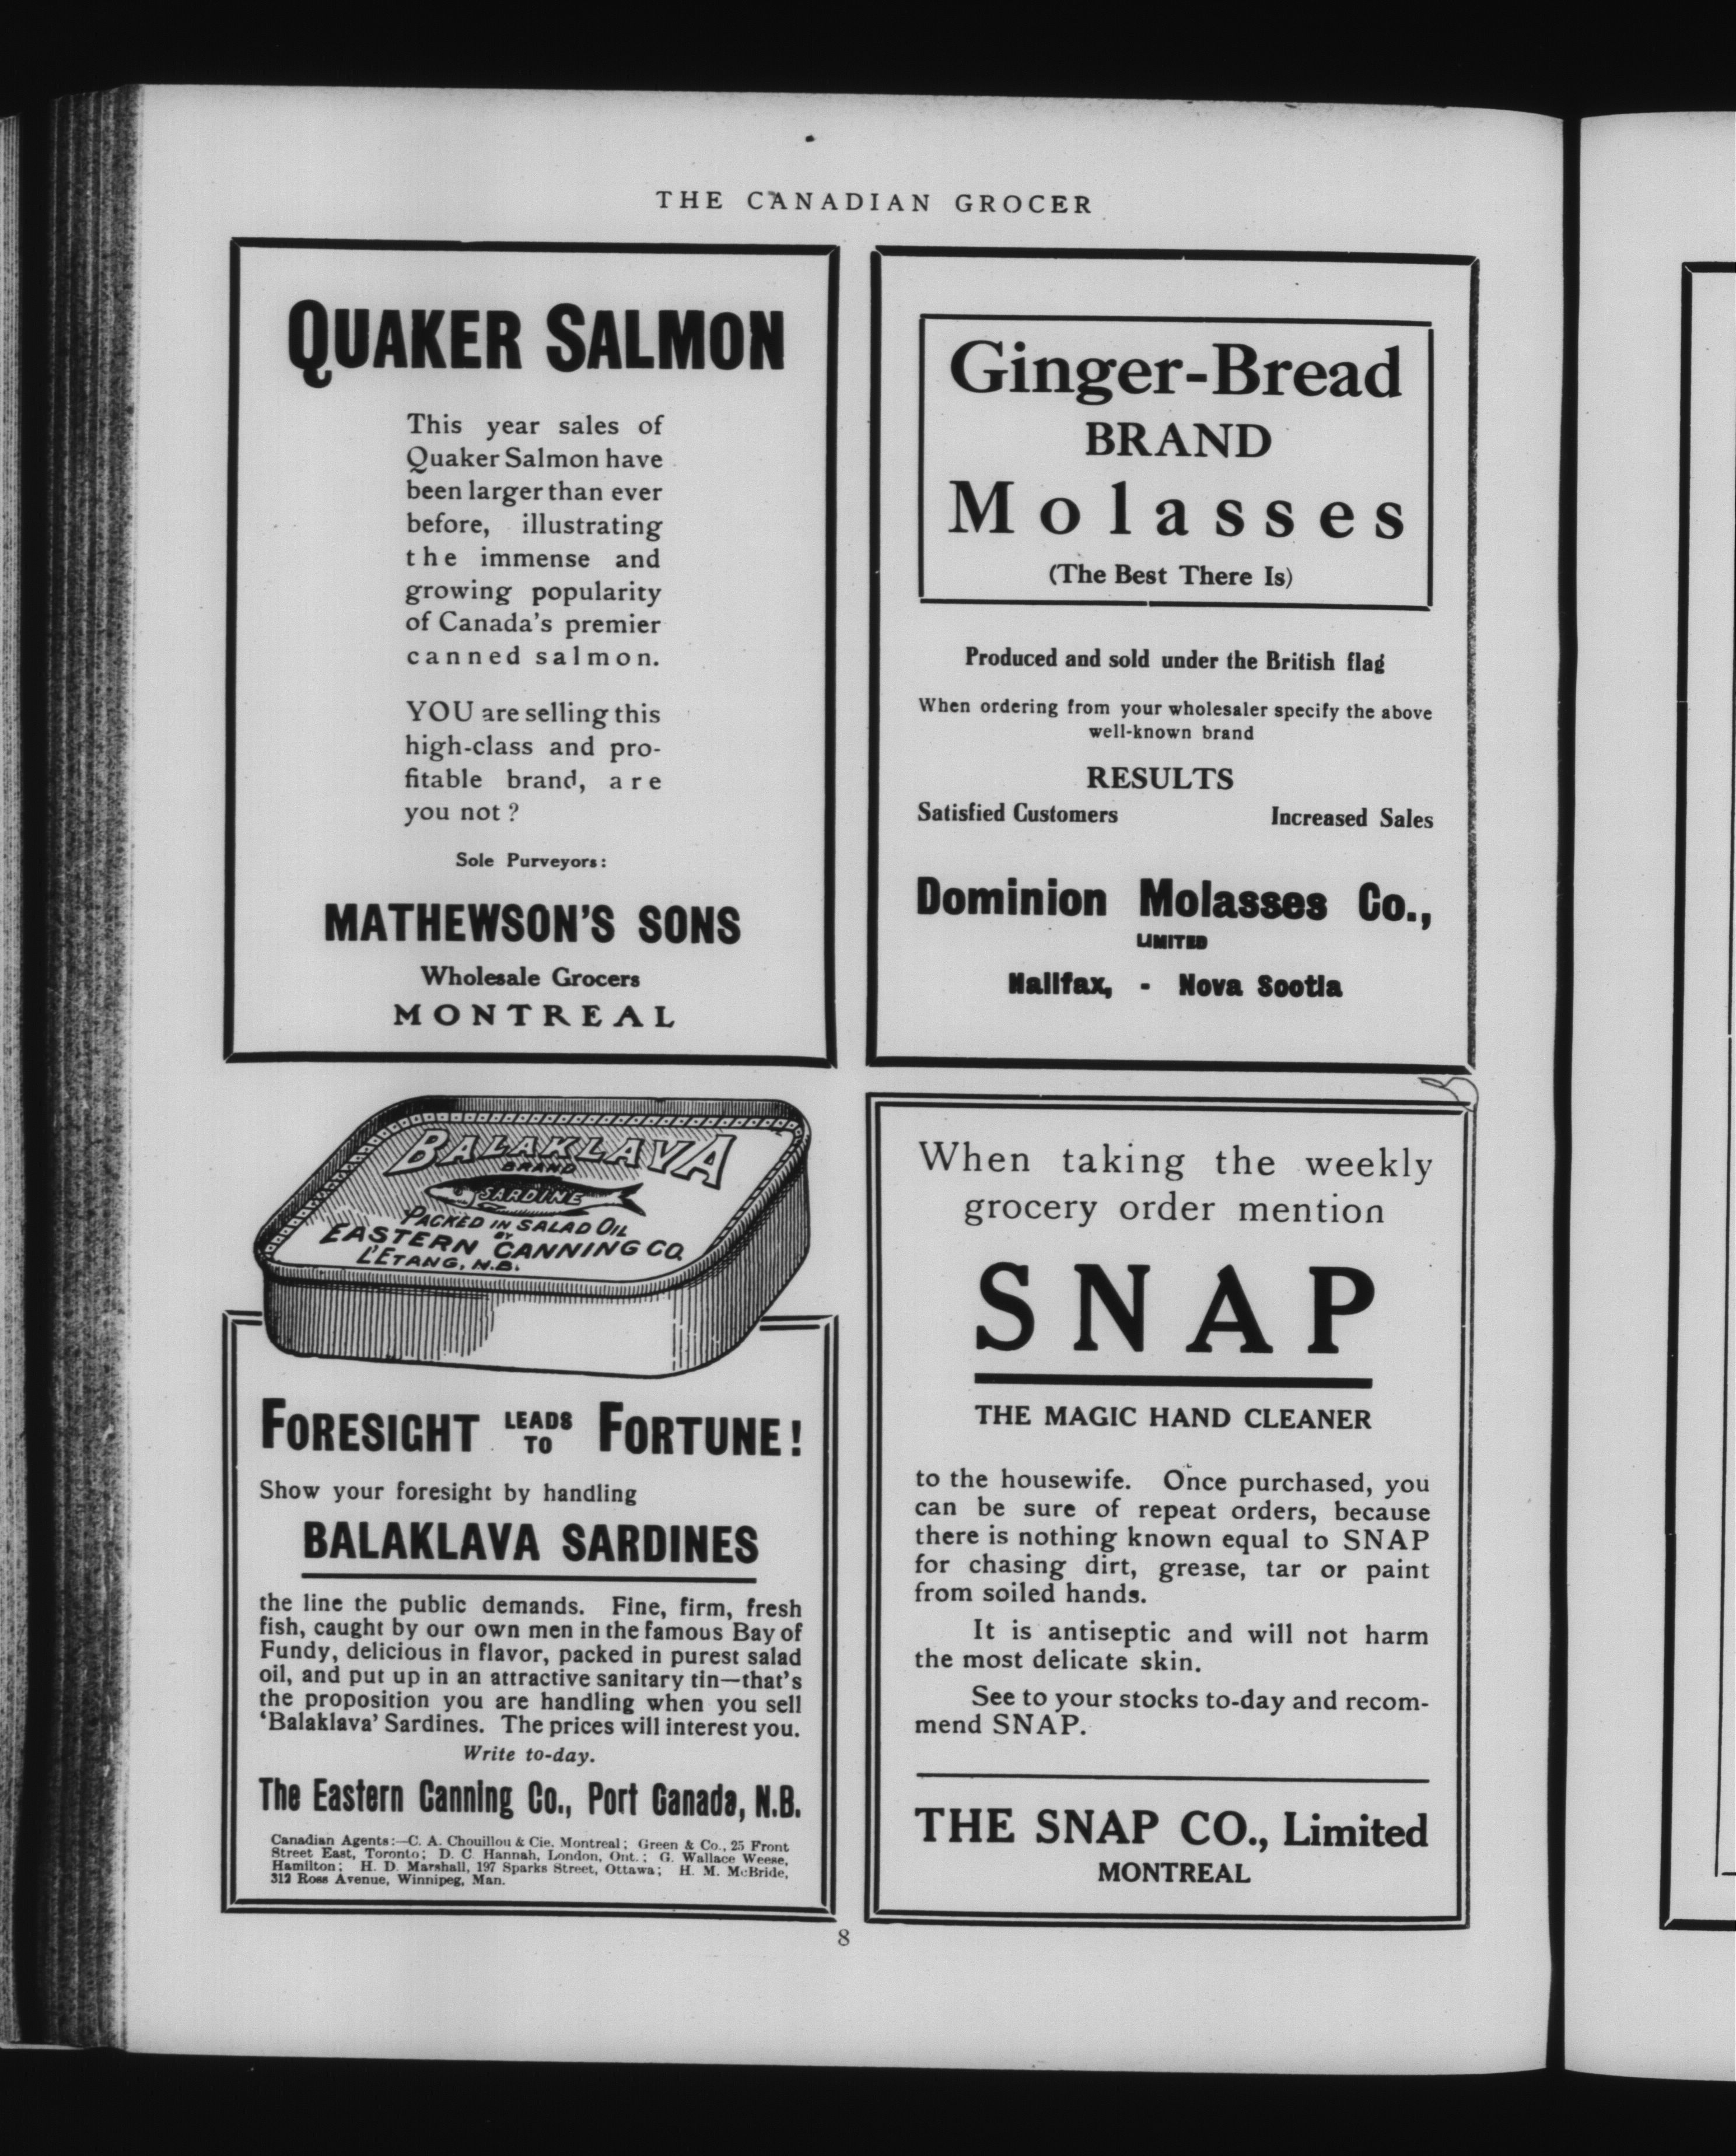 THE CANADIAN GROCER
QUAKER SALMON
This year sales of
Quaker Salmon have
been larger than ever
before, illustrating
the immense and
growing popularity
of Canada's premier
canned salmon.
YOU are selling this
high-class and pro-
fitable brand, are
you not?
Sole Purveyors:
MATHEWSON'S SONS
Wholesale Grocers
MONTREAL
Ginger-Bread
BRAND
Molasses
(The Best There Is)
Produced and sold under the British flag
When ordering from your wholesaler specify the above
well-known brand
RESULTS
Satisfied Customers Increased Sales
Dominion Molasses Co.,
LIMITED
Halifax, - Nova Scotia
BALAKLAVA
BRAND
SARDINE
PACKED IN SALAD OIL
BY
EASTERN CANNING CO.
L'ETANG, N.B.
FORESIGHT LEADS TO FORTUNE!
Show your foresight by handling
BALAKLAVA SARDINES
the line the public demands. Fine, firm, fresh
fish, caught by our own men in the famous Bay of
Fundy, delicious in flavor, packed in purest salad
oil, and put up in an attractive sanitary tin—that's
the proposition you are handling when you sell
'Balaklava' Sardines. The prices will interest you.
Write to-day.
The Eastern Canning Co., Port Canada, N.B.
Canadian Agents:—C. A. Chouillou & Cie. Montreal; Green & Co., 25 Front
Street East, Toronto; D. C. Hannah, London, Ont.; G. Wallace Weese,
Hamilton; H. D. Marshall, 197 Sparks Street, Ottawa; H. M. McBride,
312 Ross Avenue, Winnipeg, Man.
When taking the weekly
grocery order mention
SNAP
THE MAGIC HAND CLEANER
to the housewife. Once purchased, you
can be sure of repeat orders, because
there is nothing known equal to SNAP
for chasing dirt, grease, tar or paint
from soiled hands.
It is antiseptic and will not harm
the most delicate skin.
See to your stocks to-day and recom-
mend SNAP.
THE SNAP CO., Limited
MONTREAL
8